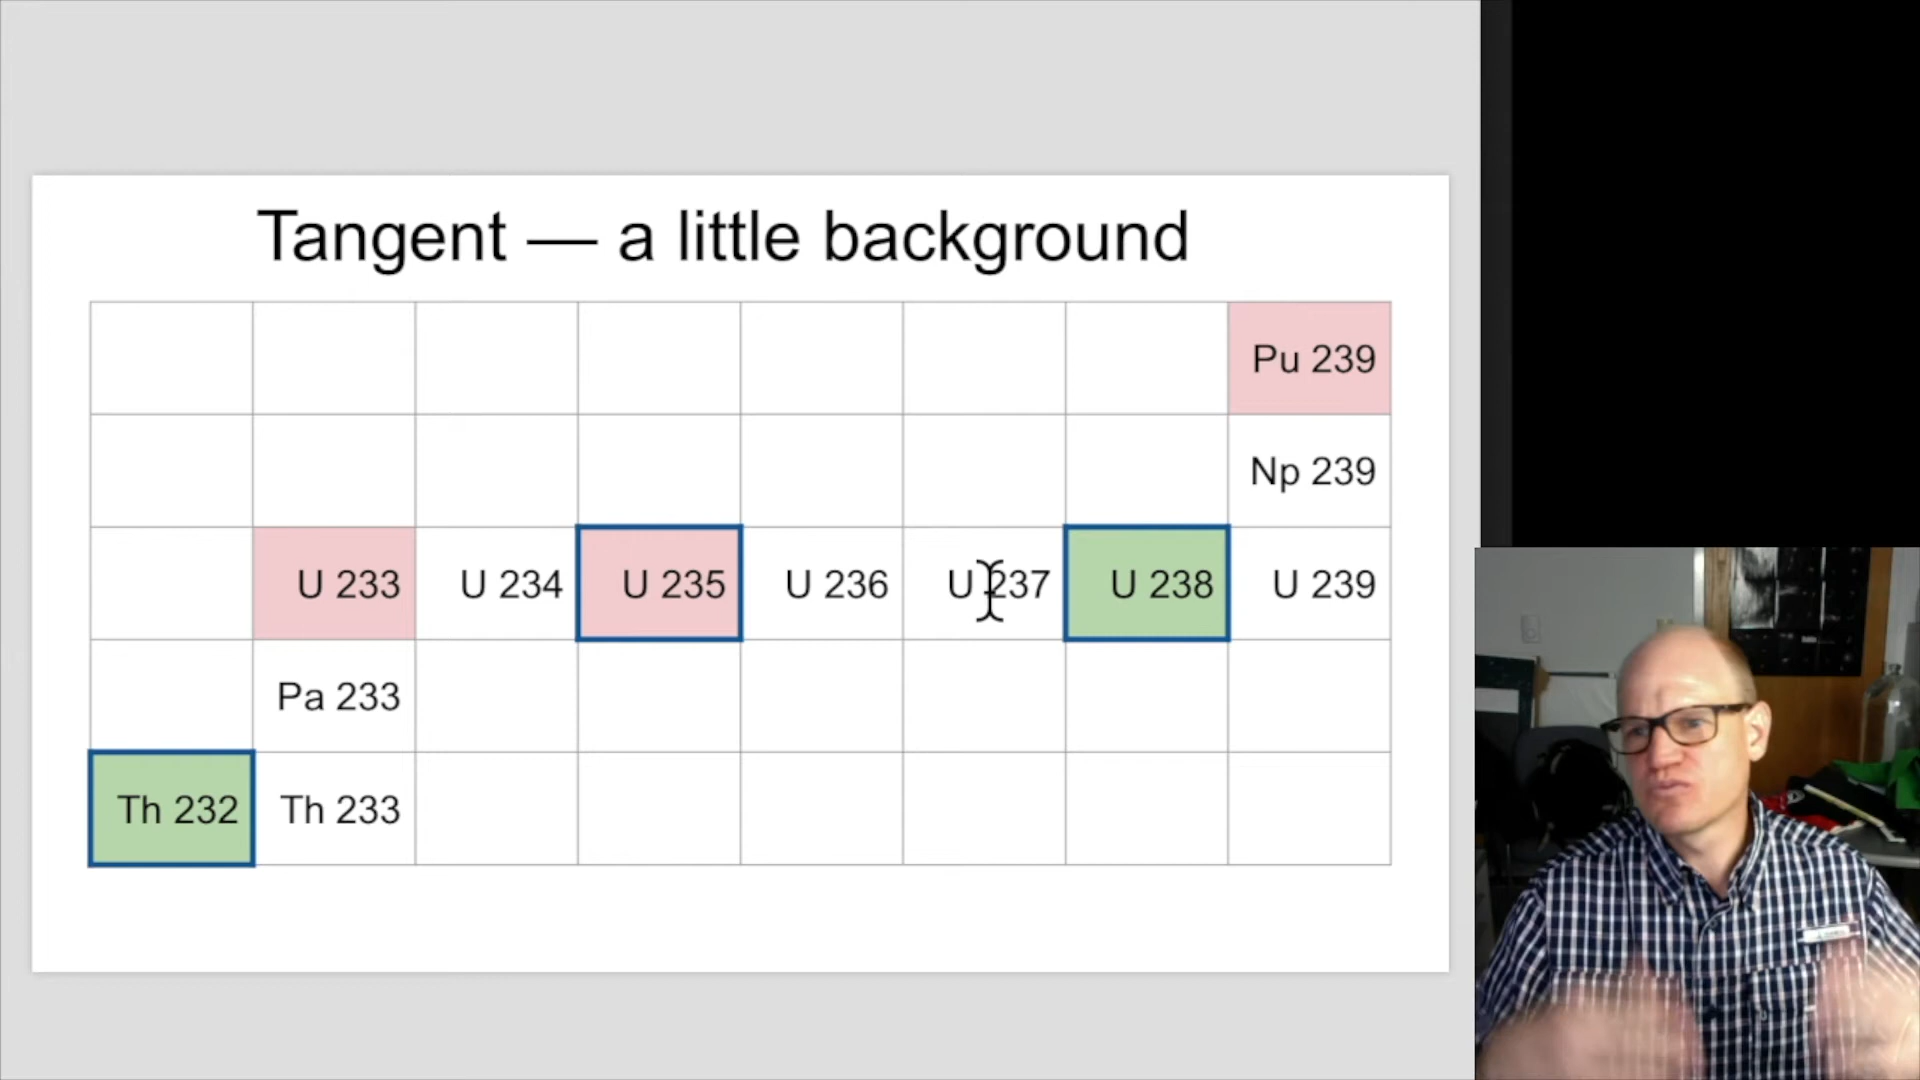 Tangent — a little background
Pu 239
Np 239
U 233 U 234 U 235 U 236 U 237 U 238 U 239
Pa 233
Th 232 Th 233